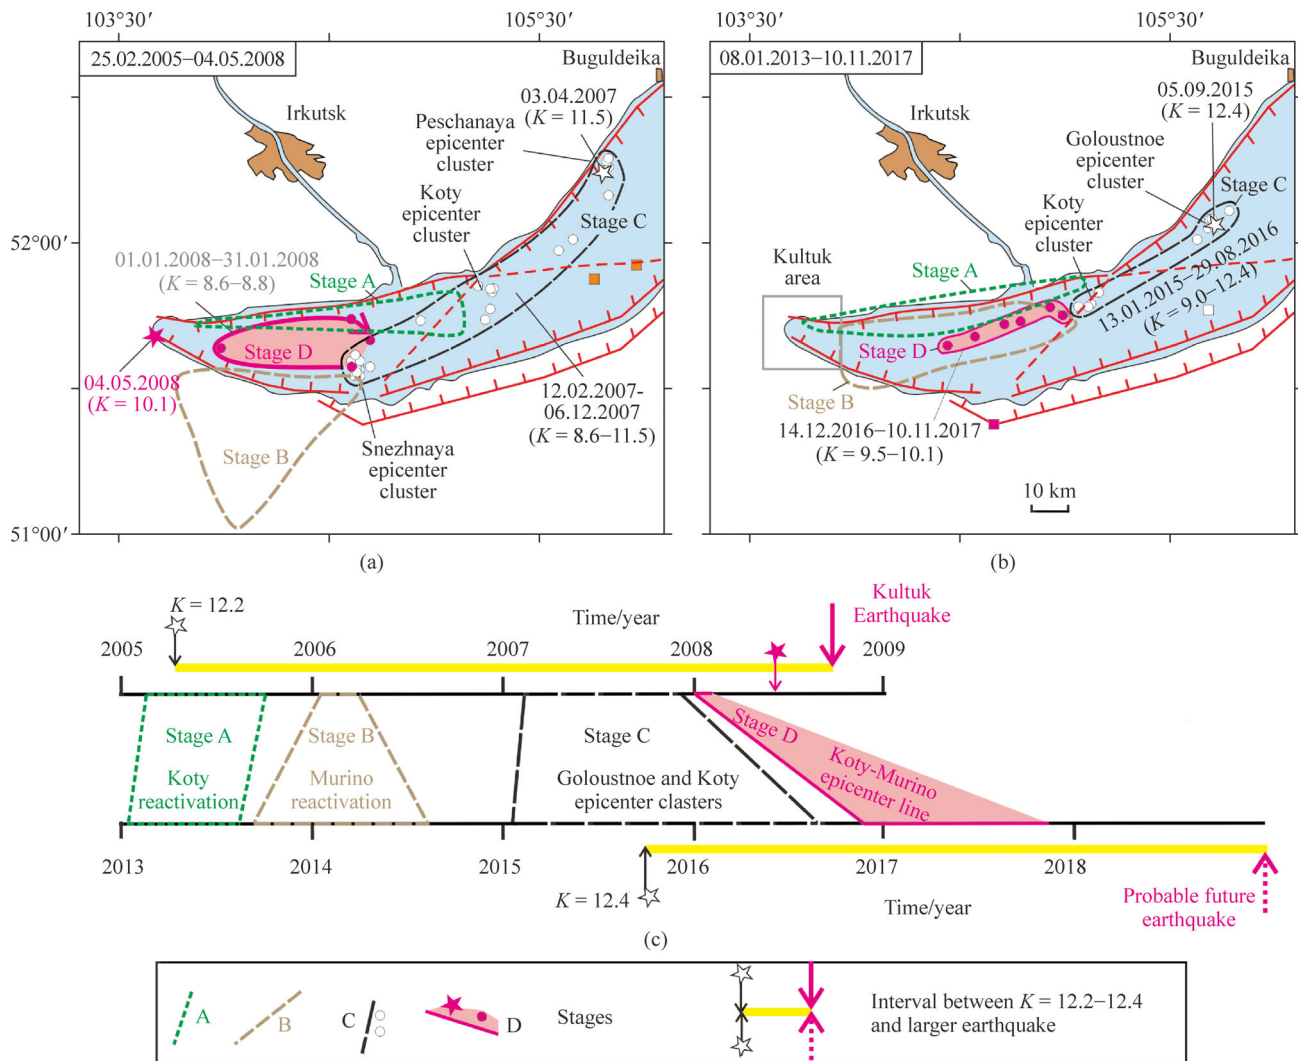 103°30′
105°30′
25.02.2005–04.05.2008
Buguldeika
03.04.2007
(K = 11.5)
Irkutsk
Peschanaya
epicenter
cluster
Koty
epicenter
cluster
Stage C
52°00′
01.01.2008–31.01.2008
(K = 8.6–8.8)
Stage A
Stage D
04.05.2008
(K = 10.1)
Stage B
12.02.2007-
06.12.2007
(K = 8.6–11.5)
Snezhnaya
epicenter
cluster
51°00′
(a)
103°30′
105°30′
08.01.2013–10.11.2017
Buguldeika
05.09.2015
(K = 12.4)
Irkutsk
Goloustnoe
epicenter
cluster
Stage C
Koty
epicenter
cluster
Kultuk
area
Stage A
13.01.2015–29.08.2016
(K = 9.0–12.4)
Stage D
Stage B
14.12.2016–10.11.2017
(K = 9.5–10.1)
10 km
(b)
K = 12.2
Time/year
Kultuk
Earthquake
2005
2006
2007
2008
2009
Stage A
Koty
reactivation
Stage B
Murino
reactivation
Stage C
Goloustnoe and Koty
epicenter clasters
Stage D
Koty-Murino
epicenter line
2013
2014
2015
2016
2017
2018
K = 12.4
Time/year
Probable future
earthquake
(c)
A
B
C
D
Stages
Interval between K = 12.2–12.4
and larger earthquake